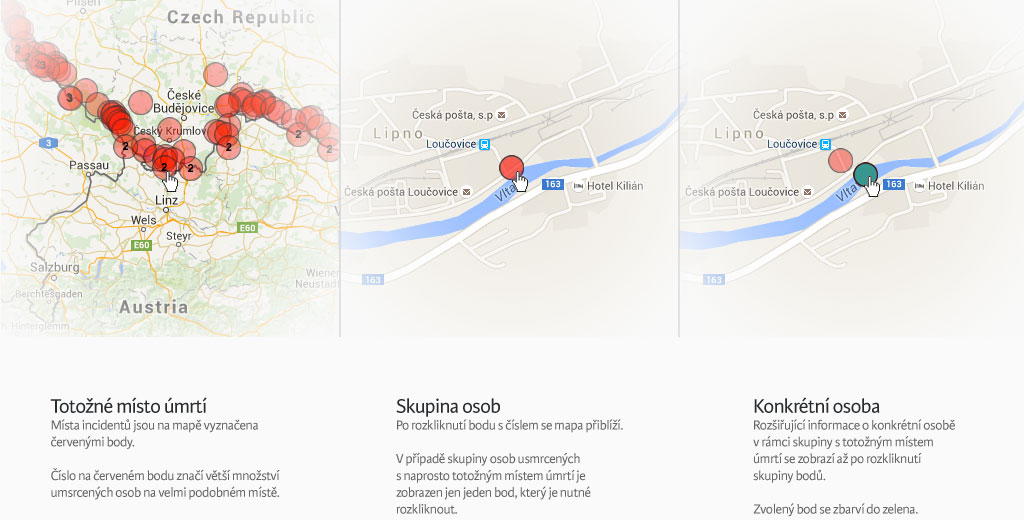 Czech Republic
Plisen
2
23
3
České
Budějovice
Český Krumlov
2
2
2
2
2
2
3
Passau
Linz
Wels
E60
Steyr
E60
Salzburg
Berchtesgaden
Wiener
Neustadt
Austria
Hinterglemm
Česká pošta, s.p
Lipno
Loučovice
Česká pošta Loučovice
163
Hotel Kilián
Vlta
163
Česká pošta, s.p
Lipno
Loučovice
Česká pošta Loučovice
163
Hotel Kilián
Vlta
163
Totožné místo úmrtí
Místa incidentů jsou na mapě vyznačena
červenými body.
Číslo na červeném bodu značí větší množství
umsrcených osob na velmi podobném místě.
Skupina osob
Po rozkliknutí bodu s číslem se mapa přiblíží.
V případě skupiny osob usmrcených
s naprosto totožným místem úmrtí je
zobrazen jen jeden bod, který je nutné
rozkliknout.
Konkrétní osoba
Rozšiřující informace o konkrétní osobě
v rámci skupiny s totožným místem
úmrtí se zobrazí až po rozkliknutí
skupiny bodů.
Zvolený bod se zbarví do zelena.